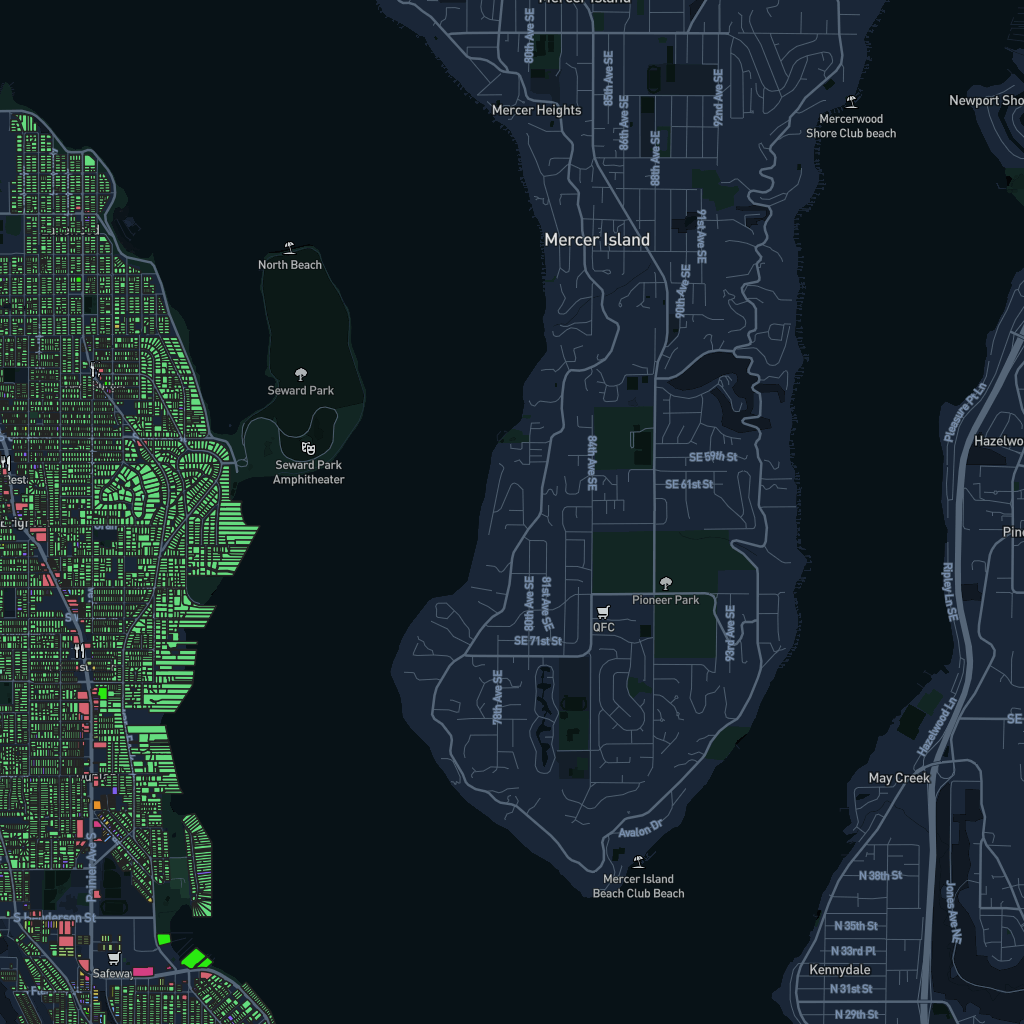 Mercer Island
80th Ave SE
85th Ave SE
86th Ave SE
88th Ave SE
92nd Ave SE
Mercer Heights
Mercerwood
Shore Club beach
Newport Sho
Mercer Island
91st Ave SE
90th Ave SE
North Beach
Seward Park
Seward Park
Amphitheater
84th Ave SE
SE 59th St
SE 61st St
Pleasure Pt Ln
Hazelwo
Pine
Ripley Ln SE
80th Ave SE
81st Ave SE
Pioneer Park
QFC
SE 71st St
93rd Ave SE
78th Ave SE
Hazelwood Ln
SE
May Creek
Avalon Dr
Mercer Island
Beach Club Beach
N 38th St
Jones Ave NE
N 35th St
N 33rd Pl
Kennydale
N 31st St
N 29th St
Safeway